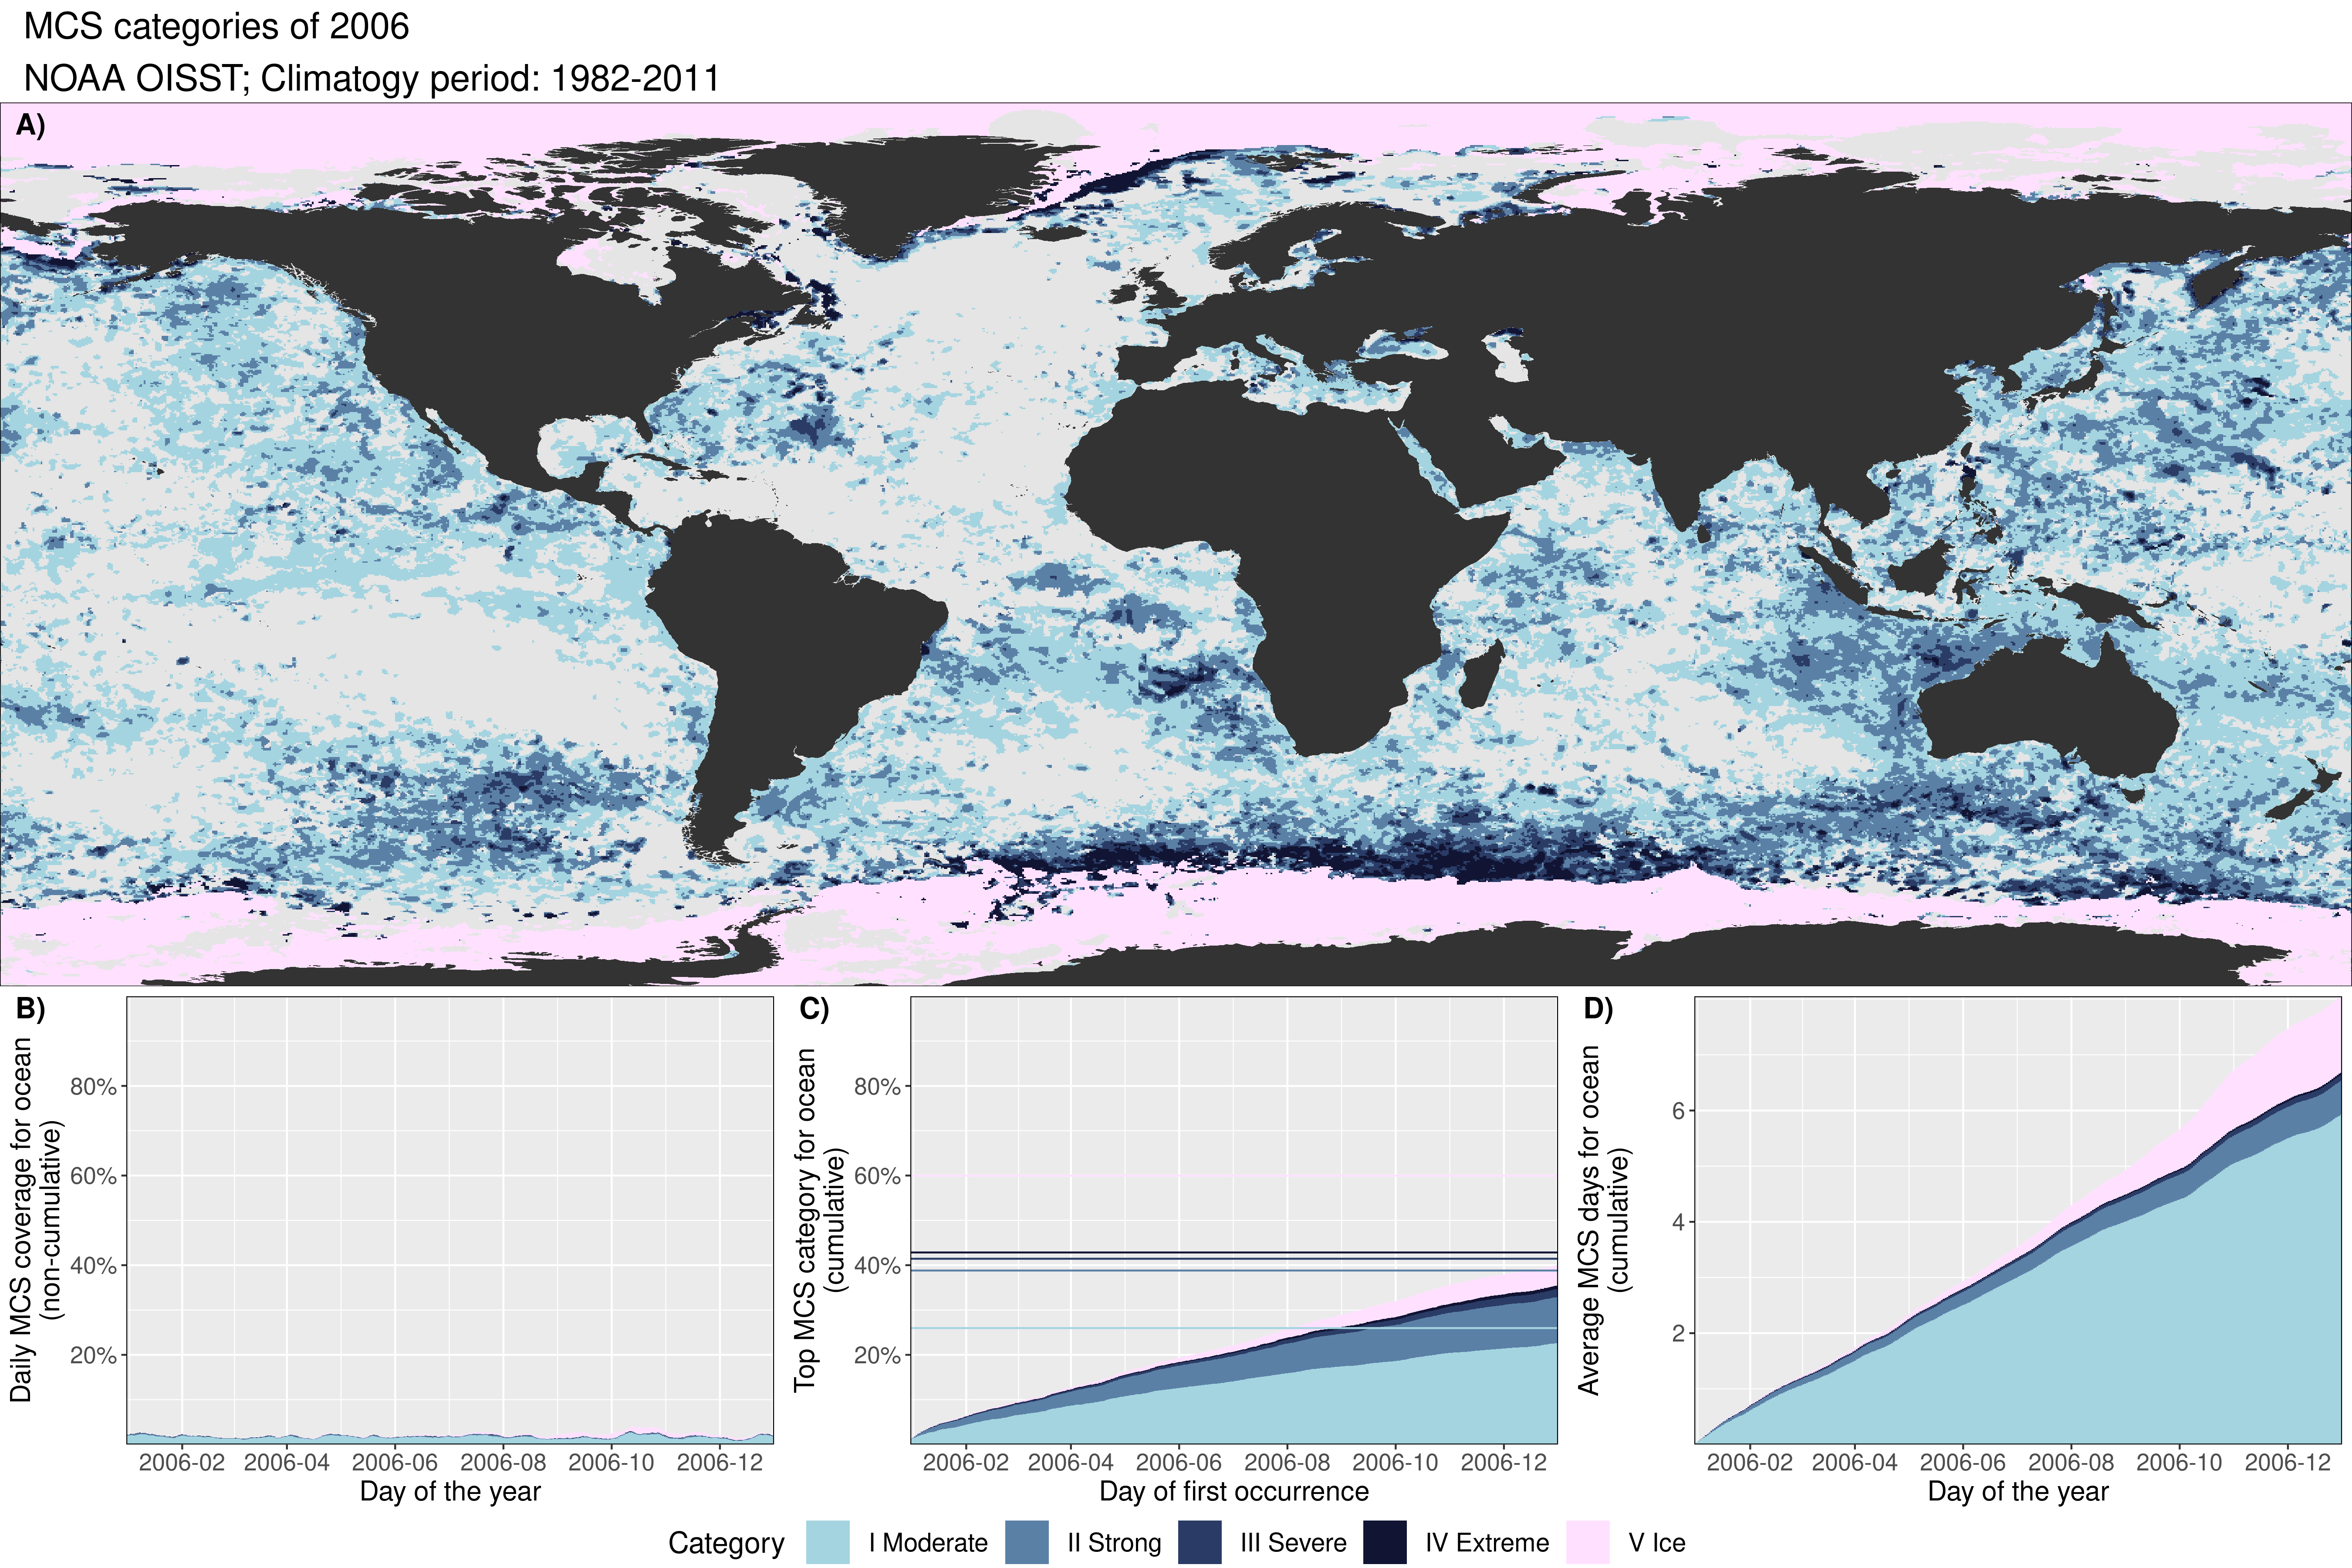 MCS categories of 2006
NOAA OISST; Climatogy period: 1982-2011
A)
B)
Daily MCS coverage for ocean
(non-cumulative)
80%
60%
40%
20%
2006-02 2006-04 2006-06 2006-08 2006-10 2006-12
Day of the year
C)
Top MCS category for ocean
(cumulative)
80%
60%
40%
20%
2006-02 2006-04 2006-06 2006-08 2006-10 2006-12
Day of first occurrence
D)
Average MCS days for ocean
(cumulative)
6
4
2
2006-02 2006-04 2006-06 2006-08 2006-10 2006-12
Day of the year
Category I Moderate II Strong III Severe IV Extreme V Ice